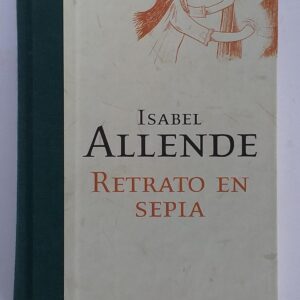 ISABEL
ALLENDE
RETRATO EN
SEPIA